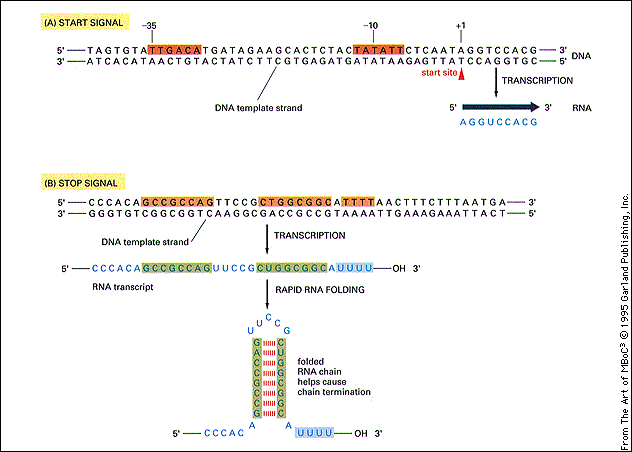 (A) START SIGNAL
-35 -10 +1
5' TAGTGTATTGACATGATAGAAGCACTCTACTATATTCTCAATAGGTCCACG 3'
3' ATCACATAACTGTACTATCTTCGTGAGATGATATAAGAGTTATCCAGGTGC 5'
DNA
start site
TRANSCRIPTION
DNA template strand
5' 3' RNA
AGGUCCACG
(B) STOP SIGNAL
5' CCCACAGCCGCCAGTTCCGCTGGCGGCATTTTAACTTTCTTTAATGA 3'
3' GGGTGTCGGCGGTCAAGGCGACCGCCGTAAAATTGAAAGAAATTACT 5'
DNA template strand
TRANSCRIPTION
5' CCCACAGCCGCCAGUUCCGCUGGCGGCAUUUU OH 3'
RNA transcript
RAPID RNA FOLDING
U U C C G
G C
A U
C G
C G
G C
C G
C G
G C
A A
folded
RNA chain
helps cause
chain termination
5' CCCAC UUUU OH 3'
From The Art of MBoC³ © 1995 Garland Publishing, Inc.